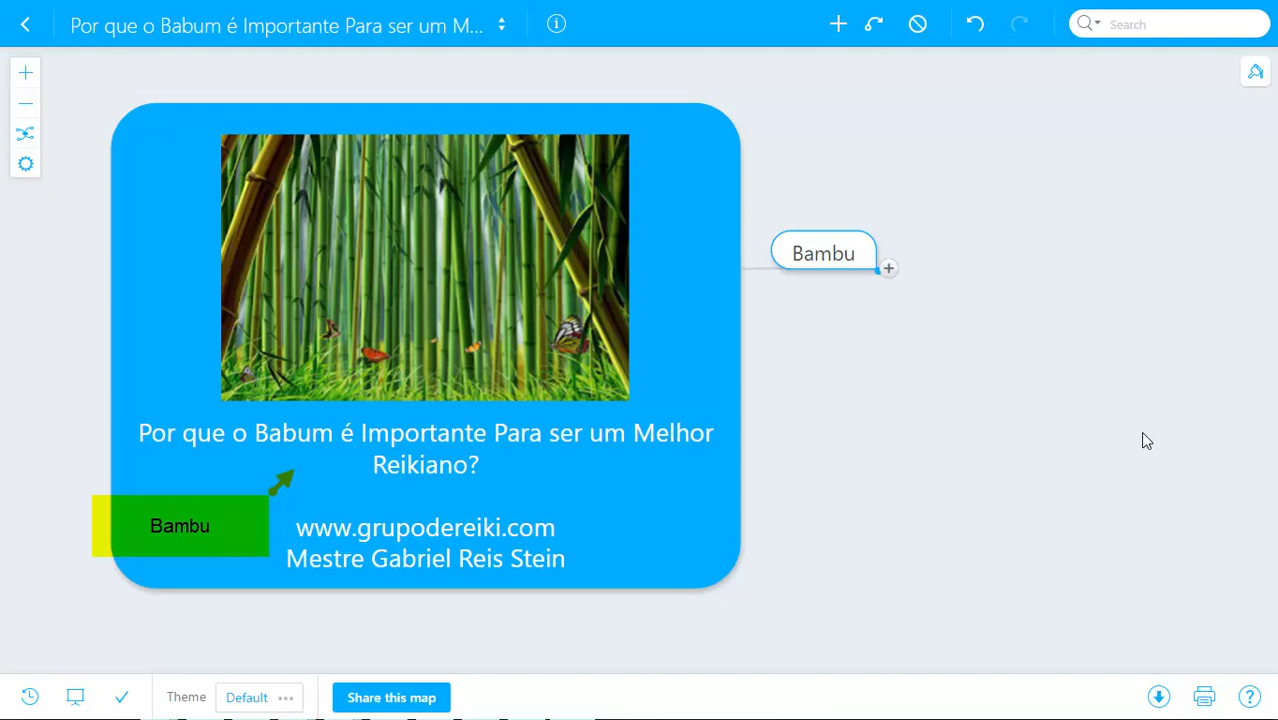 Por que o Babum é Importante Para ser um M...
Search
Bambu
Por que o Babum é Importante Para ser um Melhor
Reikiano?
Bambu
www.grupodereiki.com
Mestre Gabriel Reis Stein
Theme
Default
Share this map